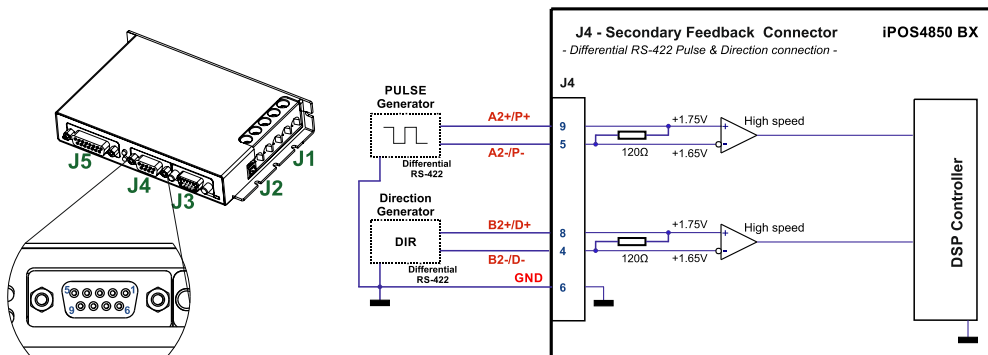 J4 - Secondary Feedback Connector
iPOS4850 BX
- Differential RS-422 Pulse & Direction connection -
J5
J4
J3
J2
J1
5
1
9
6
PULSE
Generator
Differential
RS-422
Direction
Generator
DIR
Differential
RS-422
A2+/P+
A2-/P-
B2+/D+
B2-/D-
GND
J4
9
5
8
4
6
120Ω
+1.75V
+1.65V
+
-
High speed
120Ω
+1.75V
+1.65V
+
-
High speed
DSP Controller